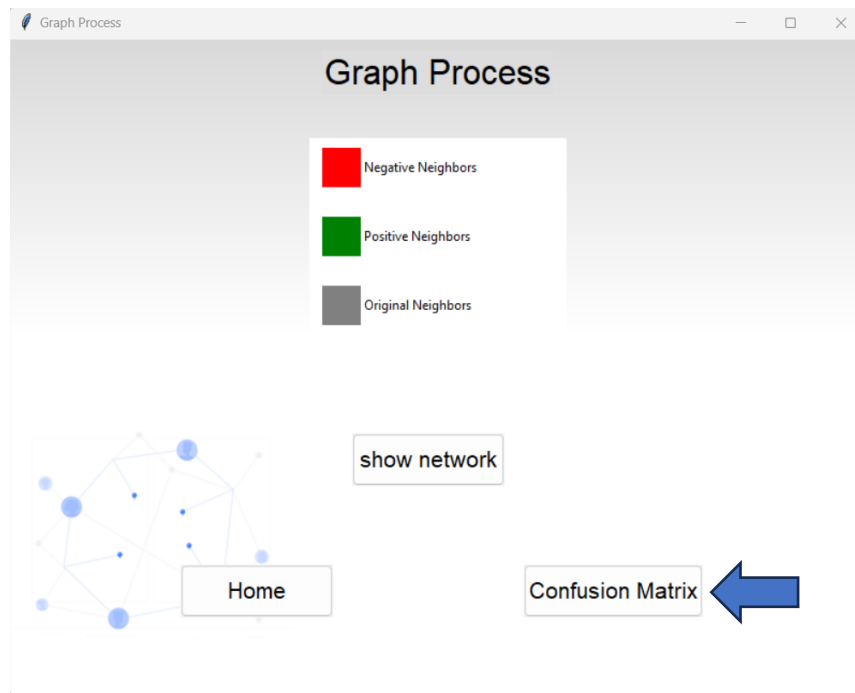 Graph Process
Graph Process
Negative Neighbors
Positive Neighbors
Original Neighbors
show network
Home
Confusion Matrix